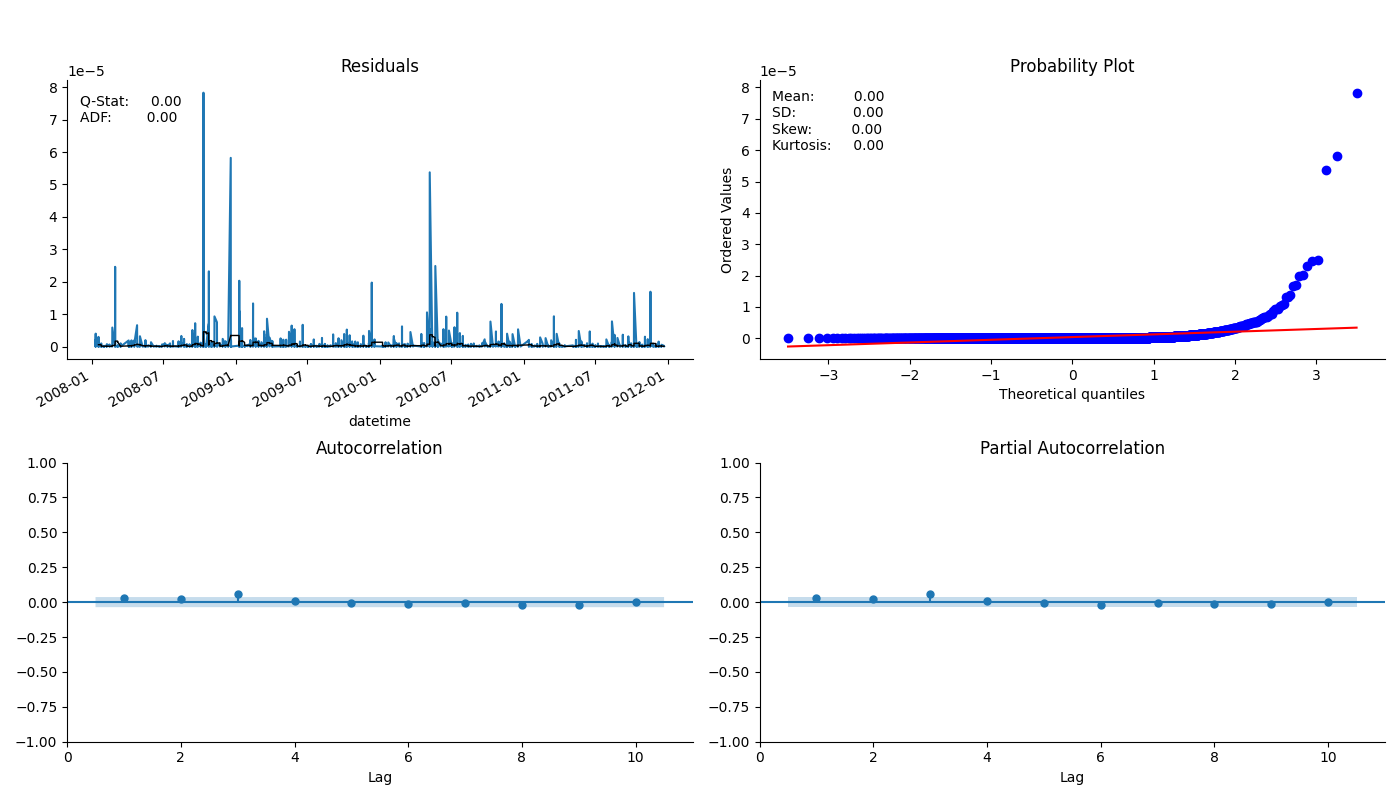 Residuals
1e−5
Q-Stat: 0.00
ADF: 0.00
8
7
6
5
4
3
2
1
0
2008-01
2008-07
2009-01
2009-07
2010-01
2010-07
2011-01
2011-07
2012-01
datetime
Probability Plot
1e−5
Mean: 0.00
SD: 0.00
Skew: 0.00
Kurtosis: 0.00
Ordered Values
8
7
6
5
4
3
2
1
0
−3 −2 −1 0 1 2 3
Theoretical quantiles
Autocorrelation
1.00
0.75
0.50
0.25
0.00
−0.25
−0.50
−0.75
−1.00
0 2 4 6 8 10
Lag
Partial Autocorrelation
1.00
0.75
0.50
0.25
0.00
−0.25
−0.50
−0.75
−1.00
0 2 4 6 8 10
Lag